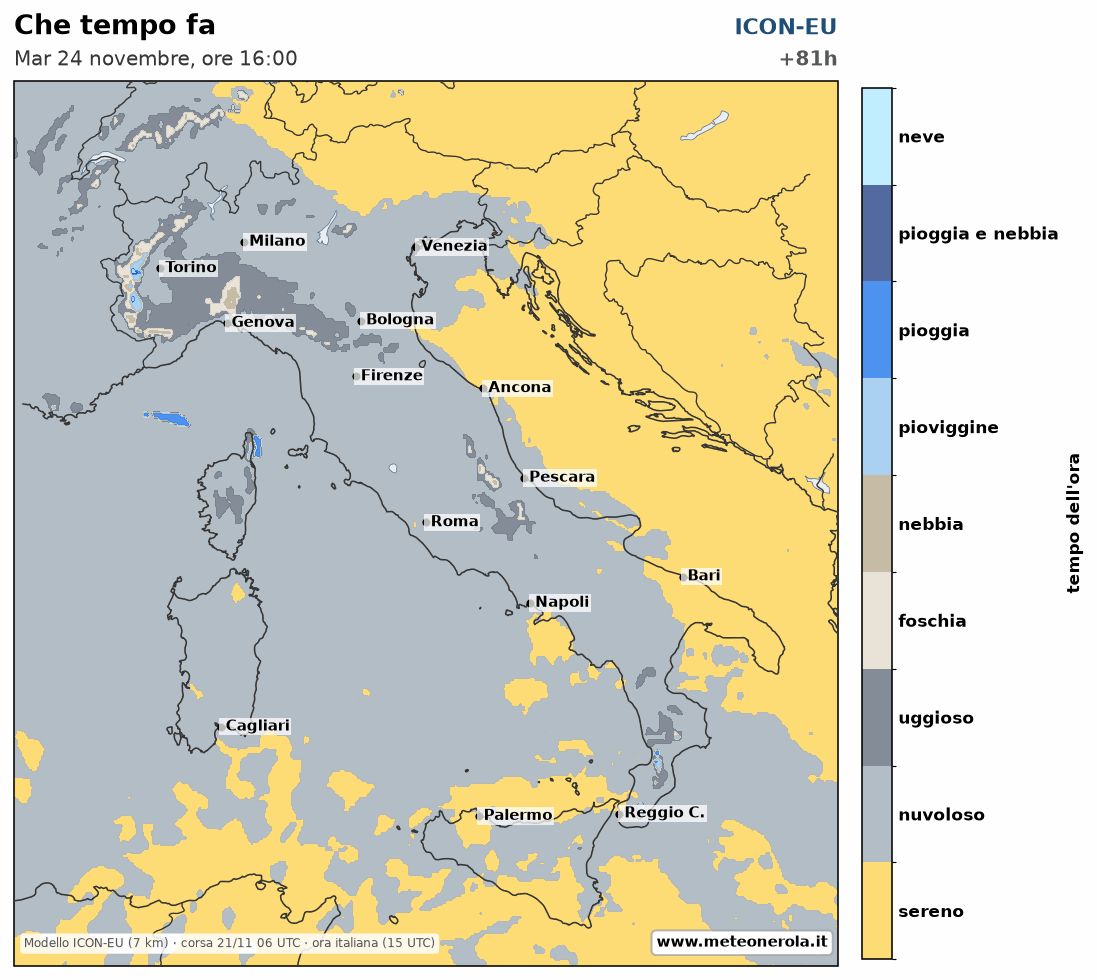 Che tempo fa
ICON-EU
Mar 24 novembre, ore 16:00
+81h
Milano
Venezia
Torino
Genova
Bologna
Firenze
Ancona
Pescara
Roma
Bari
Napoli
Cagliari
Palermo
Reggio C.
neve
pioggia e nebbia
pioggia
pioviggine
nebbia
foschia
uggioso
nuvoloso
sereno
tempo dell'ora
Modello ICON-EU (7 km) · corsa 21/11 06 UTC · ora italiana (15 UTC)
www.meteonerola.it